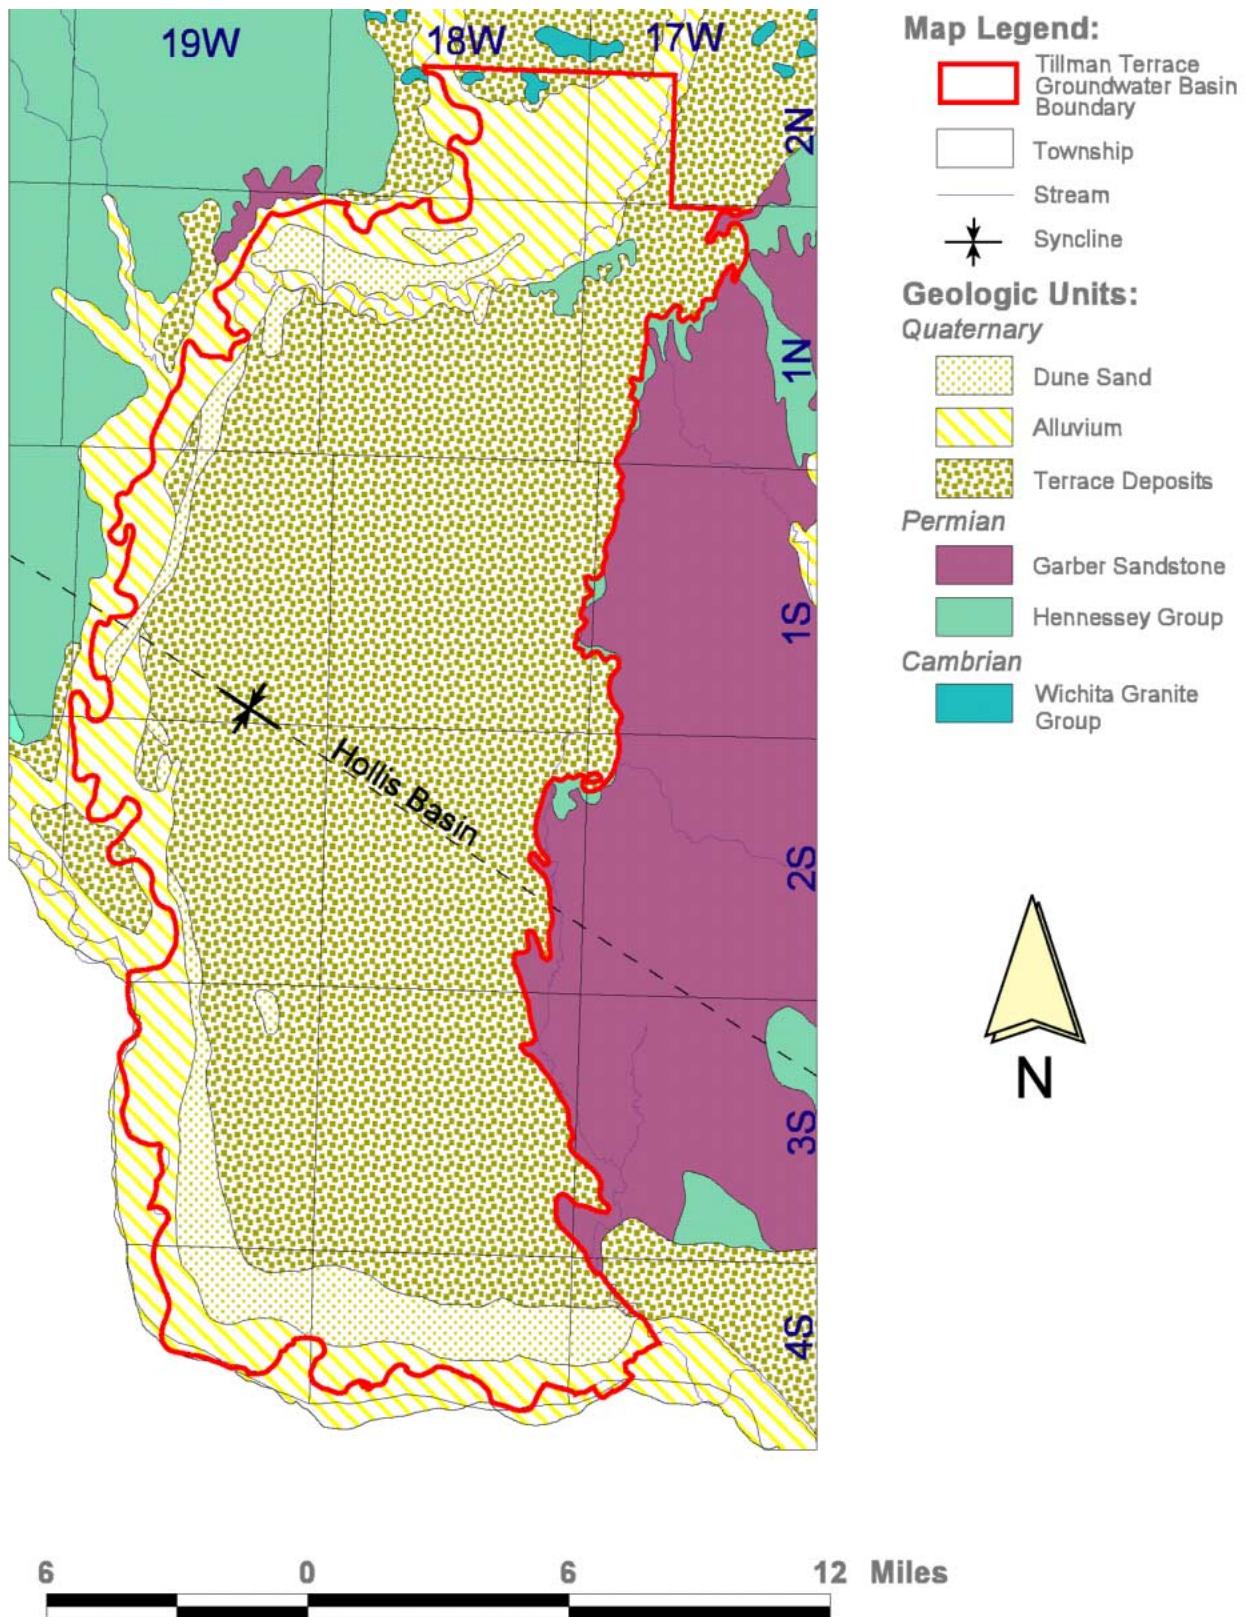 19W
18W
17W
2N
1N
1S
2S
3S
4S
Hollis Basin
Map Legend:
Tillman Terrace
Groundwater Basin
Boundary
Township
Stream
Syncline
Geologic Units:
Quaternary
Dune Sand
Alluvium
Terrace Deposits
Permian
Garber Sandstone
Hennessey Group
Cambrian
Wichita Granite
Group
N
6 0 6 12 Miles